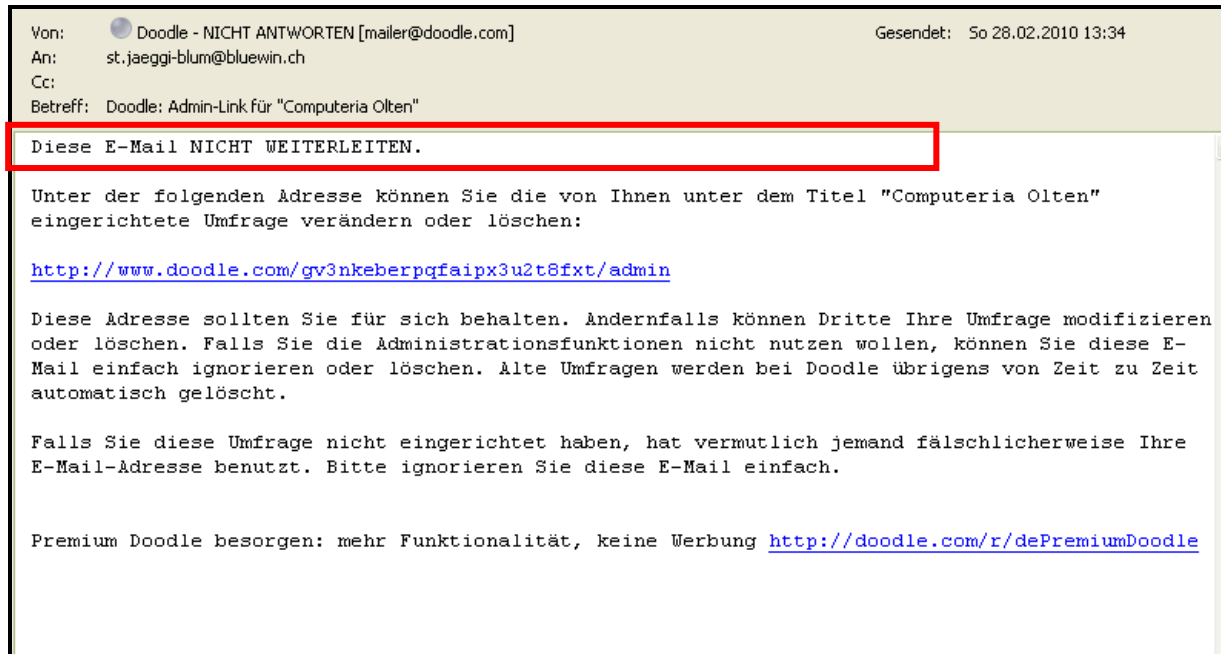 Von: Doodle - NICHT ANTWORTEN [mailer@doodle.com] Gesendet: So 28.02.2010 13:34
An: st.jaeggi-blum@bluewin.ch
Cc:
Betreff: Doodle: Admin-Link für "Computeria Olten"
Diese E-Mail NICHT WEITERLEITEN.
Unter der folgenden Adresse können Sie die von Ihnen unter dem Titel "Computeria Olten"
eingerichtete Umfrage verändern oder löschen:
http://www.doodle.com/gv3nkeberpqfaipx3u2t8fxt/admin
Diese Adresse sollten Sie für sich behalten. Andernfalls können Dritte Ihre Umfrage modifizieren
oder löschen. Falls Sie die Administrationsfunktionen nicht nutzen wollen, können Sie diese E-
Mail einfach ignorieren oder löschen. Alte Umfragen werden bei Doodle übrigens von Zeit zu Zeit
automatisch gelöscht.
Falls Sie diese Umfrage nicht eingerichtet haben, hat vermutlich jemand fälschlicherweise Ihre
E-Mail-Adresse benutzt. Bitte ignorieren Sie diese E-Mail einfach.
Premium Doodle besorgen: mehr Funktionalität, keine Werbung http://doodle.com/r/dePremiumDoodle